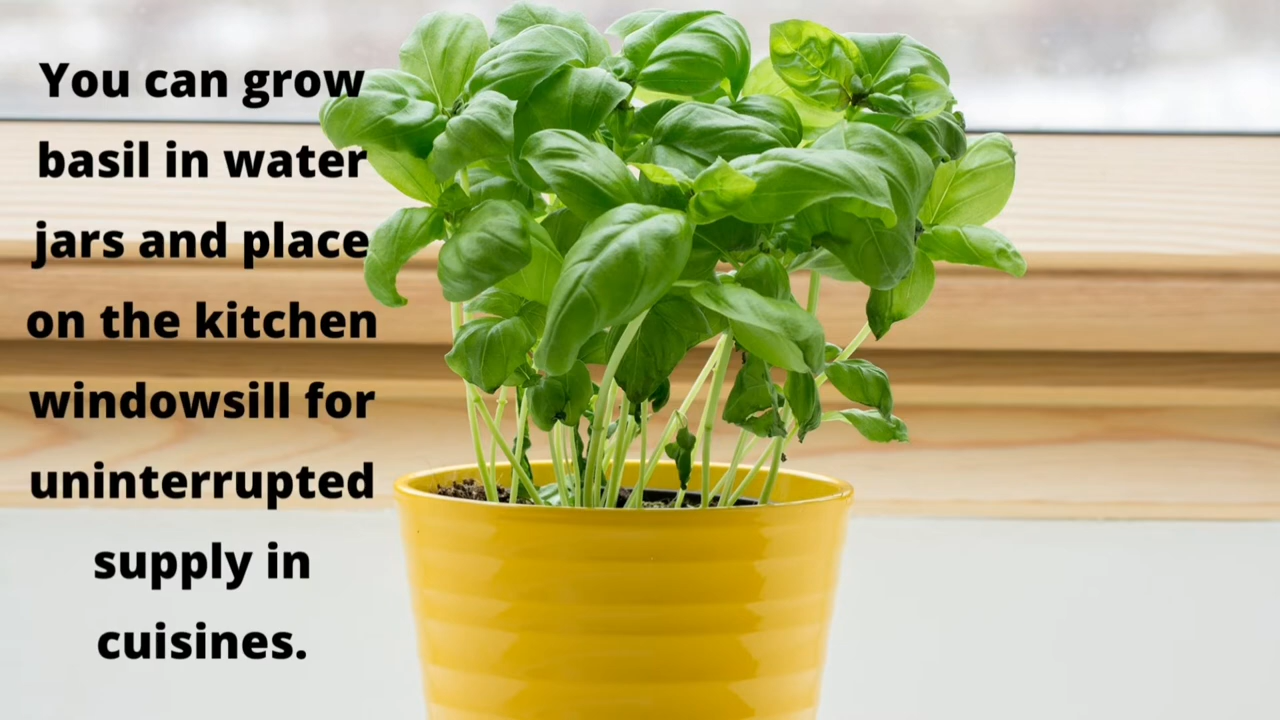 You can grow
basil in water
jars and place
on the kitchen
windowsill for
uninterrupted
supply in
cuisines.